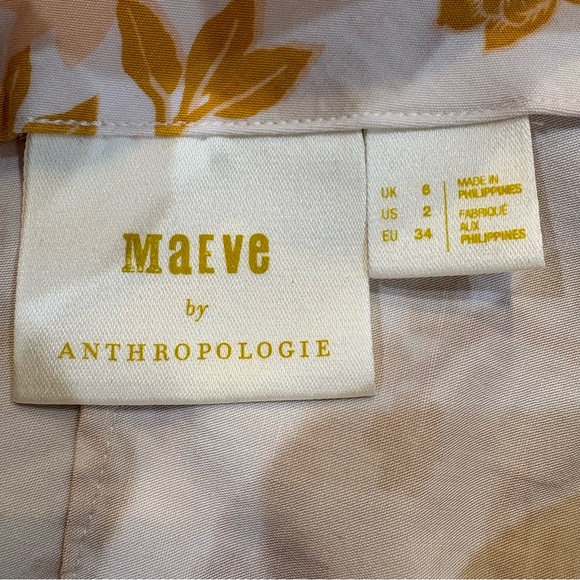 MaEVe
by
ANTHROPOLOGIE
UK 6
US 2
EU 34
MADE IN
PHILIPPINES
FABRIQUÉ
AUX
PHILIPPINES